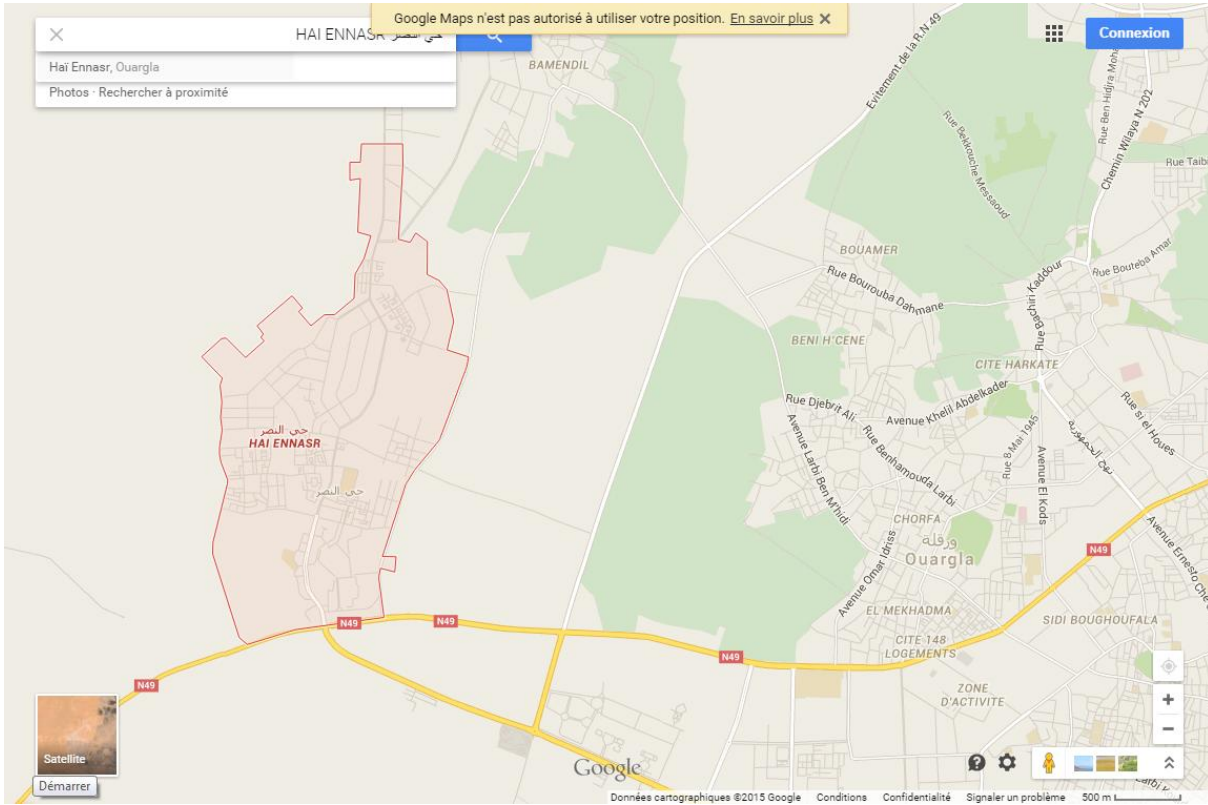 Google Maps n'est pas autorisé à utiliser votre position. En savoir plus
HAI ENNASR حي النصر
Connexion
Haï Ennasr, Ouargla
Photos · Rechercher à proximité
BAMENDIL
Evitement de la R.N 49
Rue Ben Hidjra Moha
Chemin Wilaya N 202
Rue Bekkouche Messaoud
Rue Taibi
BOUAMER
Rue Bourouba Dahmane
Rue Bachiri Kaddour
Rue Bouteba Amar
BENI H'CENE
CITE HARKATE
Rue Djebrit Ali
Avenue Khelil Abdelkader
Rue si el Houes
Avenue Larbi Ben M'hidi
Rue Benhamouda Larbi
Rue 8 Mai 1945
Avenue El Kods
نهج الجمهورية
حي النصر
HAI ENNASR
حي النصر
CHORFA
ورقلة
Ouargla
Avenue Omar Idriss
N49
Avenue Ernesto Che G
EL MEKHADMA
SIDI BOUGHOUFALA
CITE 148
LOGEMENTS
N49
N49
N49
N49
ZONE
D'ACTIVITE
Satellite
Démarrer
Google
Larbi
Données cartographiques ©2015 Google Conditions Confidentialité Signaler un problème 500 m